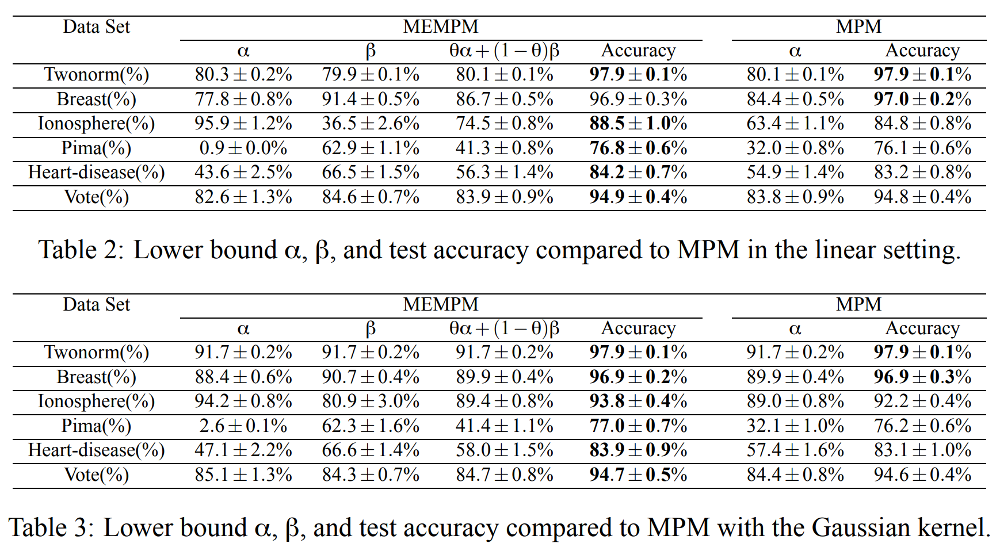 Data Set MEMPM MPM
α β θα+(1−θ)β Accuracy α Accuracy
Twonorm(%) 80.3±0.2% 79.9±0.1% 80.1±0.1% 97.9±0.1% 80.1±0.1% 97.9±0.1%
Breast(%) 77.8±0.8% 91.4±0.5% 86.7±0.5% 96.9±0.3% 84.4±0.5% 97.0±0.2%
Ionosphere(%) 95.9±1.2% 36.5±2.6% 74.5±0.8% 88.5±1.0% 63.4±1.1% 84.8±0.8%
Pima(%) 0.9±0.0% 62.9±1.1% 41.3±0.8% 76.8±0.6% 32.0±0.8% 76.1±0.6%
Heart-disease(%) 43.6±2.5% 66.5±1.5% 56.3±1.4% 84.2±0.7% 54.9±1.4% 83.2±0.8%
Vote(%) 82.6±1.3% 84.6±0.7% 83.9±0.9% 94.9±0.4% 83.8±0.9% 94.8±0.4%
Table 2: Lower bound α, β, and test accuracy compared to MPM in the linear setting.
Data Set MEMPM MPM
α β θα+(1−θ)β Accuracy α Accuracy
Twonorm(%) 91.7±0.2% 91.7±0.2% 91.7±0.2% 97.9±0.1% 91.7±0.2% 97.9±0.1%
Breast(%) 88.4±0.6% 90.7±0.4% 89.9±0.4% 96.9±0.2% 89.9±0.4% 96.9±0.3%
Ionosphere(%) 94.2±0.8% 80.9±3.0% 89.4±0.8% 93.8±0.4% 89.0±0.8% 92.2±0.4%
Pima(%) 2.6±0.1% 62.3±1.6% 41.4±1.1% 77.0±0.7% 32.1±1.0% 76.2±0.6%
Heart-disease(%) 47.1±2.2% 66.6±1.4% 58.0±1.5% 83.9±0.9% 57.4±1.6% 83.1±1.0%
Vote(%) 85.1±1.3% 84.3±0.7% 84.7±0.8% 94.7±0.5% 84.4±0.8% 94.6±0.4%
Table 3: Lower bound α, β, and test accuracy compared to MPM with the Gaussian kernel.